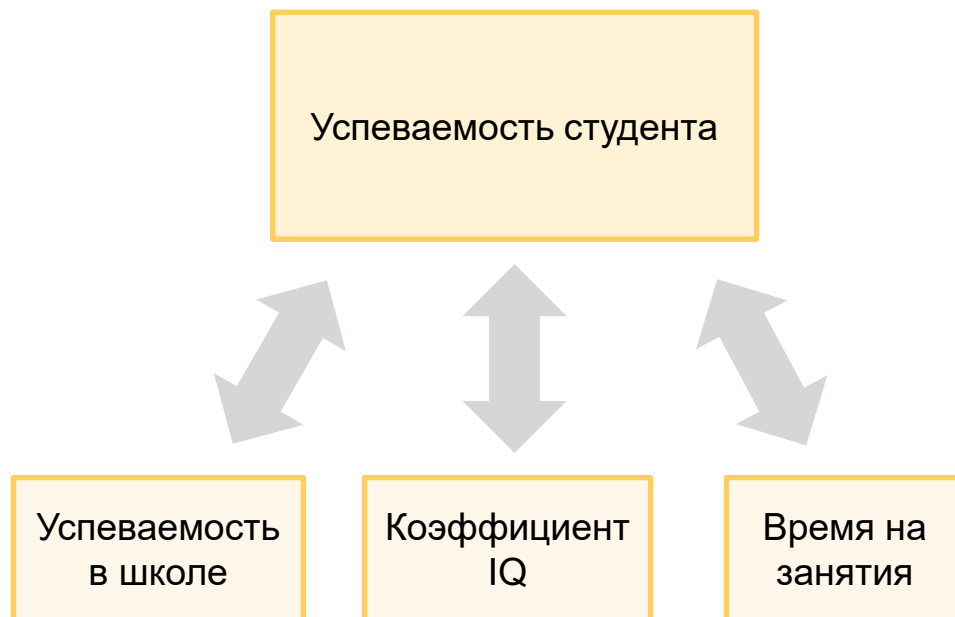 Успеваемость студента
Успеваемость
в школе
Коэффициент
IQ
Время на
занятия